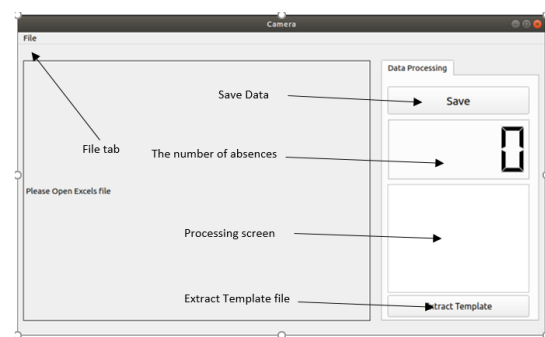 Camera
File
Data Processing
Save Data
Save
File tab
The number of absences
0
Please Open Excels file
Processing screen
Extract Template file
Extract Template